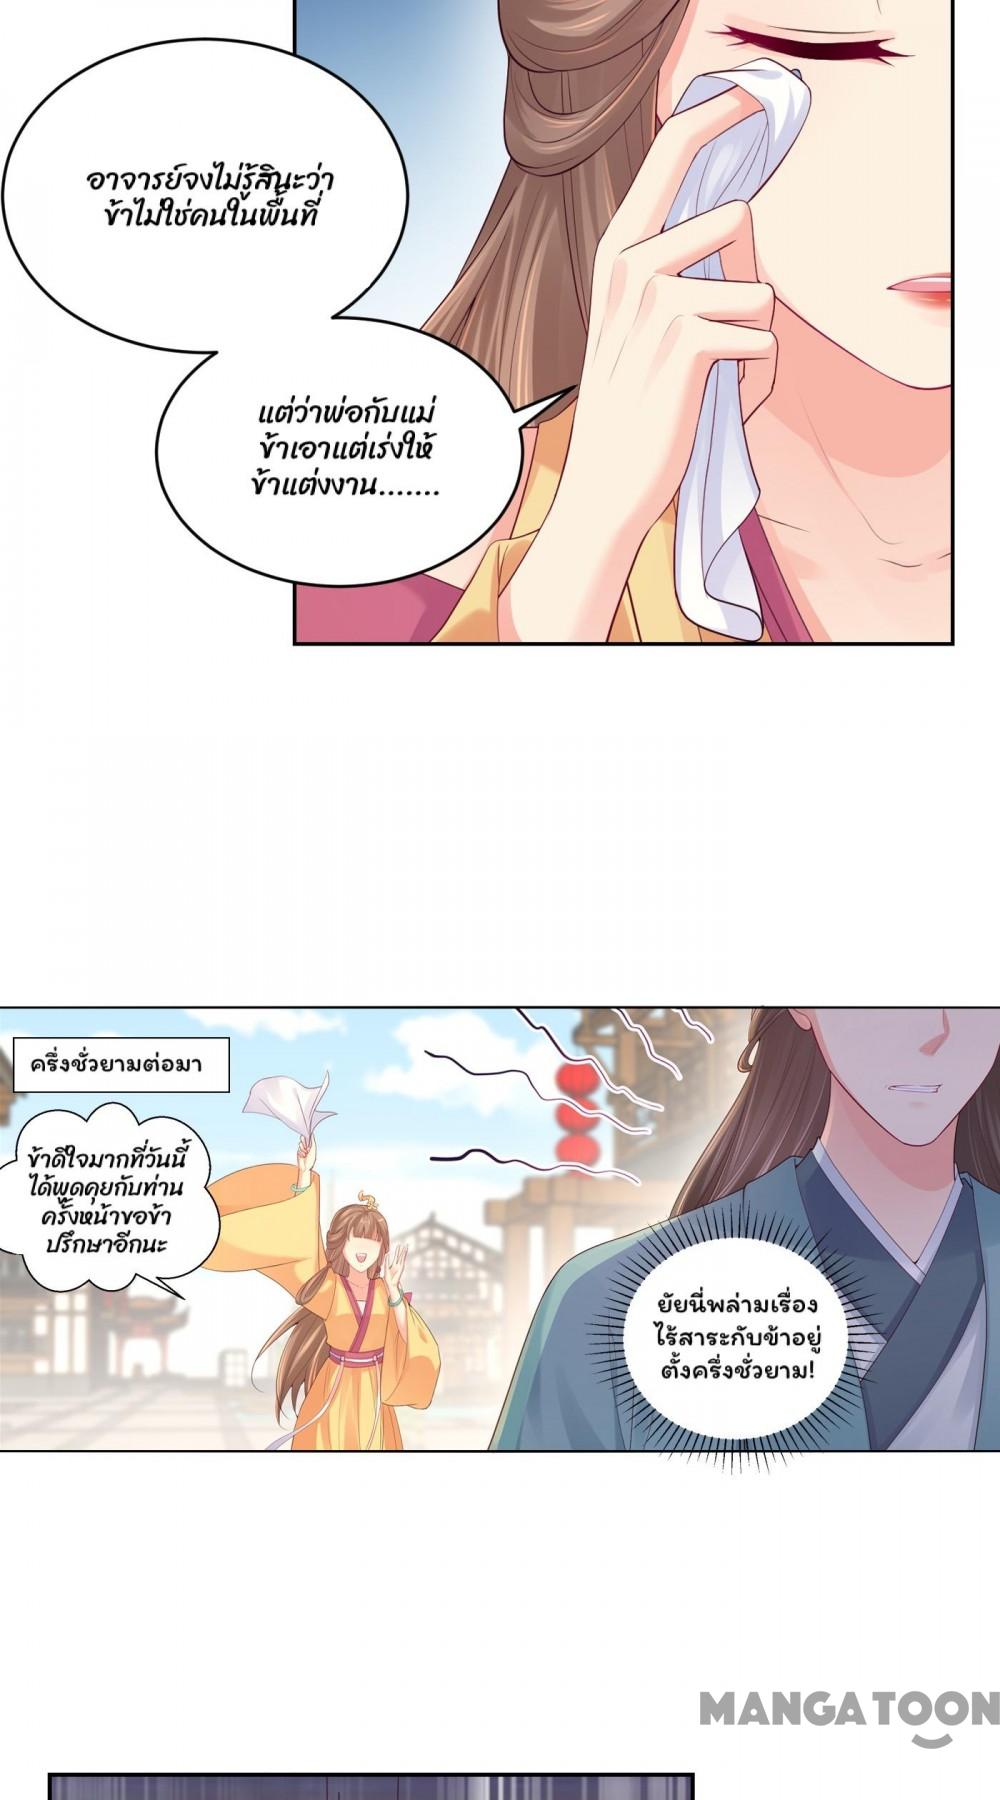 อาจารย์จงไม่รู้สินะว่า
ข้าไม่ใช่คนในพื้นที่
แต่ว่าพ่อกับแม่
ข้าเอาแต่เร่งให้
ข้าแต่งงาน.......
ครึ่งชั่วยามต่อมา
ข้าดีใจมากที่วันนี้
ได้พูดคุยกับท่าน
ครั้งหน้าขอข้า
ปรึกษาอีกนะ
ยัยนี่พล่ามเรื่อง
ไร้สาระกับข้าอยู่
ตั้งครึ่งชั่วยาม!
MANGATOON